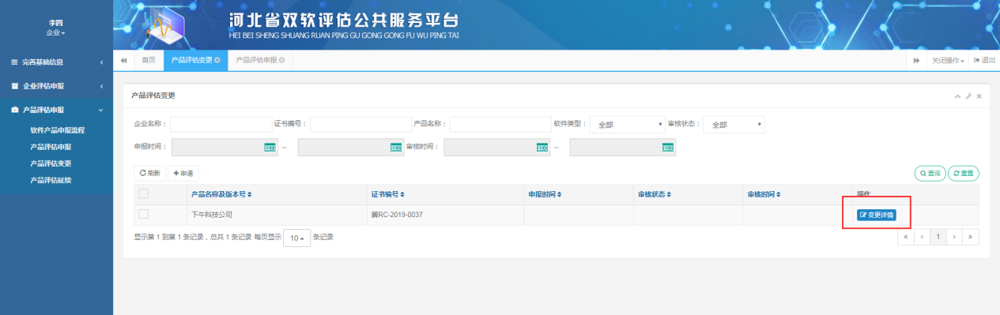 河北省双软评估公共服务平台
HEI BEI SHENG SHUANG RUAN PING GU GONG GONG FU WU PING TAI
李四
企业
完善基础信息
企业评估申报
产品评估申报
软件产品申报流程
产品评估申报
产品评估变更
产品评估延续
首页 产品评估变更 产品评估申报 关闭操作 退出
产品评估变更
企业名称： 证书编号： 产品名称： 软件类型： 全部 审核状态： 全部
申报时间： -- 审核时间： --
刷新 申请 查询 重置
产品名称及版本号 证书编号 申报时间 审核状态 审核时间 操作
下午科技公司 冀RC-2019-0037 变更详情
显示第 1 到第 1 条记录，总共 1 条记录 每页显示 10 条记录 « ‹ 1 › »